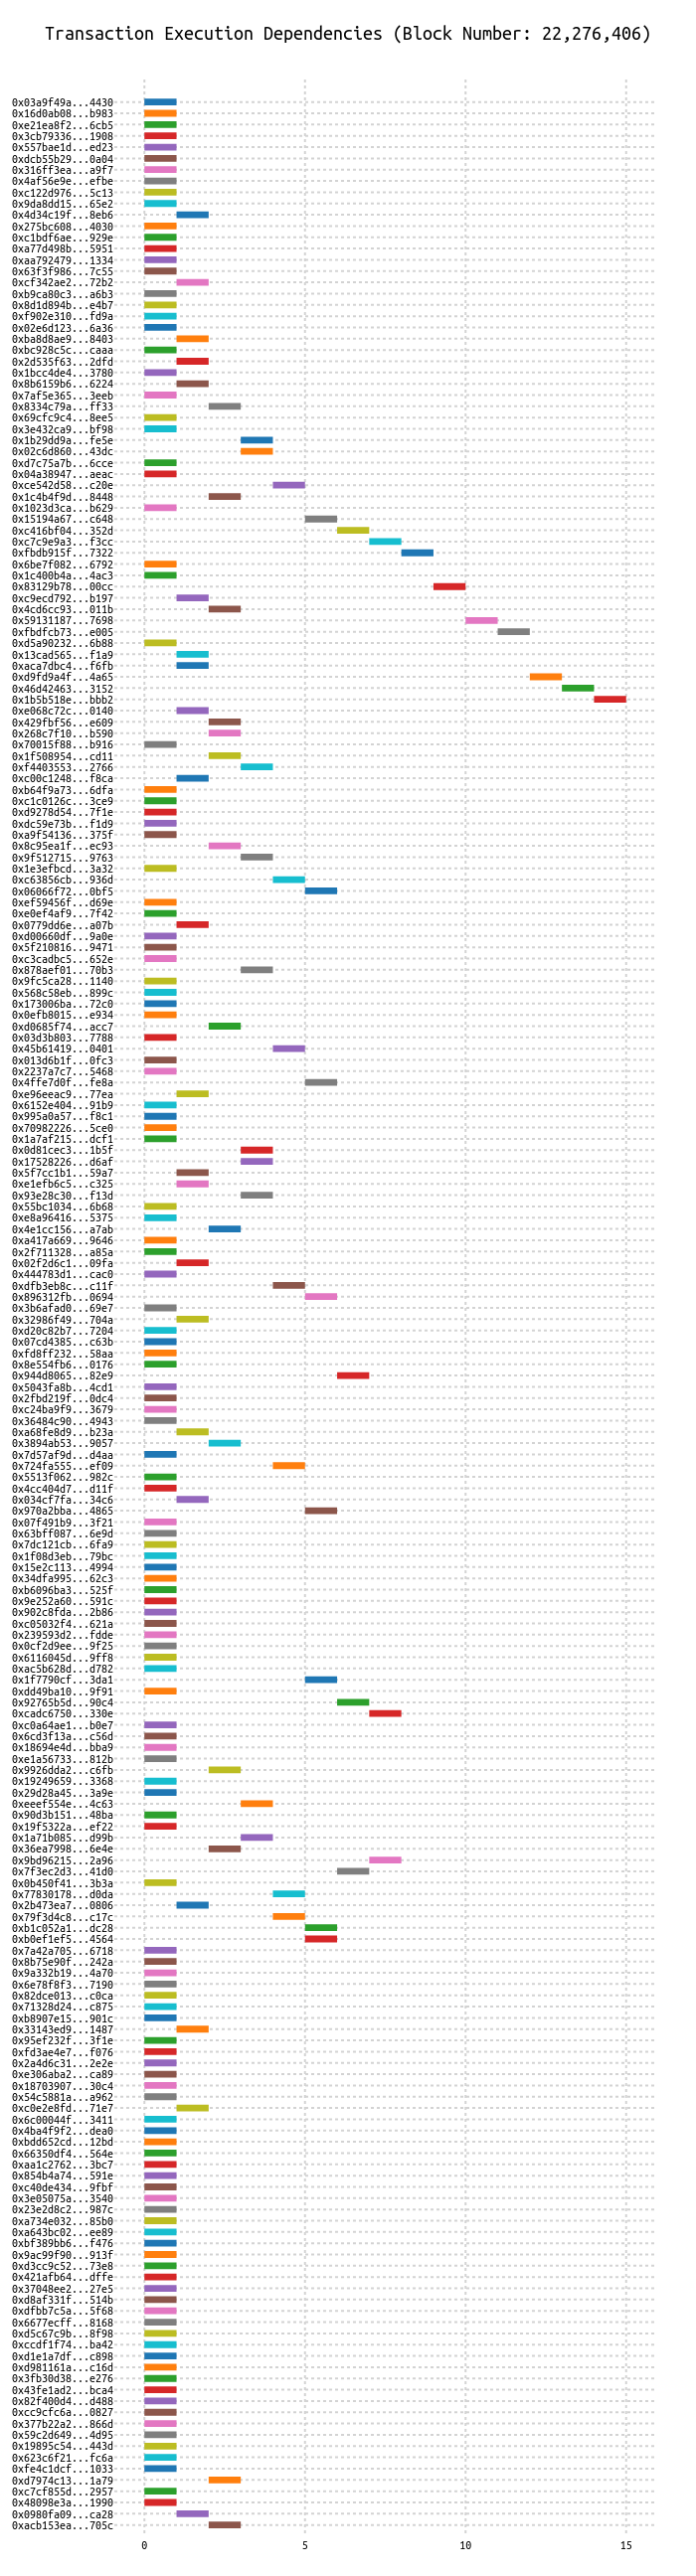 Transaction Execution Dependencies (Block Number: 22,276,406)
0x03a9f49a...4430
0x16d0ab08...b983
0xe21ea8f2...6cb5
0x3cb79336...1908
0x557bae1d...ed23
0xdcb55b29...0a04
0x316ff3ea...a9f7
0x4af56e9e...efbe
0xc122d976...5c13
0x9da8dd15...65e2
0x4d34c19f...8eb6
0x275bc608...4030
0xc1bdf6ae...929e
0xa77d498b...5951
0xaa792479...1334
0x63f3f986...7c55
0xcf342ae2...72b2
0xb9ca80c3...a6b3
0x8d1d894b...e4b7
0xf902e310...fd9a
0x02e6d123...6a36
0xba8d8ae9...8403
0xbc928c5c...caaa
0x2d535f63...2dfd
0x1bcc4de4...3780
0x8b6159b6...6224
0x7af5e365...3eeb
0x8334c79a...ff33
0x69cfc9c4...8ee5
0x3e432ca9...bf98
0x1b29dd9a...fe5e
0x02c6d860...43dc
0xd7c75a7b...6cce
0x04a38947...aeac
0xce542d58...c20e
0x1c4b4f9d...8448
0x1023d3ca...b629
0x15194a67...c648
0xc416bf04...352d
0xc7c9e9a3...f3cc
0xfbdb915f...7322
0x6be7f082...6792
0x1c400b4a...4ac3
0x83129b78...00cc
0xc9ecd792...b197
0x4cd6cc93...011b
0x59131187...7698
0xfbdfcb73...e005
0xd5a90232...6b88
0x13cad565...f1a9
0xaca7dbc4...f6fb
0xd9fd9a4f...4a65
0x46d42463...3152
0x1b5b518e...bbb2
0xe068c72c...0140
0x429fbf56...e609
0x268c7f10...b590
0x70015f88...b916
0x1f508954...cd11
0xf4403553...2766
0xc00c1248...f8ca
0xb64f9a73...6dfa
0xc1c0126c...3ce9
0xd9278d54...7f1e
0xdc59e73b...f1d9
0xa9f54136...375f
0x8c95ea1f...ec93
0x9f512715...9763
0x1e3efbcd...3a32
0xc63856cb...936d
0x06066f72...0bf5
0xef59456f...d69e
0xe0ef4af9...7f42
0x0779dd6e...a07b
0xd00660df...9a0e
0x5f210816...9471
0xc3cadbc5...652e
0x878aef01...70b3
0x9fc5ca28...1140
0x568c58eb...899c
0x173006ba...72c0
0x0efb8015...e934
0xd0685f74...acc7
0x03d3b803...7788
0x45b61419...0401
0x013d6b1f...0fc3
0x2237a7c7...5468
0x4ffe7d0f...fe8a
0xe96eeac9...77ea
0x6152e404...91b9
0x995a0a57...f8c1
0x70982226...5ce0
0x1a7af215...dcf1
0x0d81cec3...1b5f
0x17528226...d6af
0x5f7cc1b1...59a7
0xe1efb6c5...c325
0x93e28c30...f13d
0x55bc1034...6b68
0xe8a96416...5375
0x4e1cc156...a7ab
0xa417a669...9646
0x2f711328...a85a
0x02f2d6c1...09fa
0x444783d1...cac0
0xdfb3eb8c...c11f
0x896312fb...0694
0x3b6afad0...69e7
0x32986f49...704a
0xd20c82b7...7204
0x07cd4385...c63b
0xfd8ff232...58aa
0x8e554fb6...0176
0x944d8065...82e9
0x5043fa8b...4cd1
0x2fbd219f...0dc4
0xc24ba9f9...3679
0x36484c90...4943
0xa68fe8d9...b23a
0x3894ab53...9057
0x7d57af9d...d4aa
0x724fa555...ef09
0x5513f062...982c
0x4cc404d7...d11f
0x034cf7fa...34c6
0x970a2bba...4865
0x07f491b9...3f21
0x63bff087...6e9d
0x7dc121cb...6fa9
0x1f08d3eb...79bc
0x15e2c113...4994
0x34dfa995...62c3
0xb6096ba3...525f
0x9e252a60...591c
0x902c8fda...2b86
0xc05032f4...621a
0x239593d2...fdde
0x0cf2d9ee...9f25
0x6116045d...9ff8
0xac5b628d...d782
0x1f7790cf...3da1
0xdd49ba10...9f91
0x92765b5d...90c4
0xcadc6750...330e
0xc0a64ae1...b0e7
0x6cd3f13a...c56d
0x18694e4d...bba9
0xe1a56733...812b
0x9926dda2...c6fb
0x19249659...3368
0x29d28a45...3a9e
0xeeef554e...4c63
0x90d3b151...48ba
0x19f5322a...ef22
0x1a71b085...d99b
0x36ea7998...6e4e
0x9bd96215...2a96
0x7f3ec2d3...41d0
0x0b450f41...3b3a
0x77830178...d0da
0x2b473ea7...0806
0x79f3d4c8...c17c
0xb1c052a1...dc28
0xb0ef1ef5...4564
0x7a42a705...6718
0x8b75e90f...242a
0x9a332b19...4a70
0x6e78f8f3...7190
0x82dce013...c0ca
0x71328d24...c875
0xb8907e15...901c
0x33143ed9...1487
0x95ef232f...3f1e
0xfd3ae4e7...f076
0x2a4d6c31...2e2e
0xe306aba2...ca89
0x18703907...30c4
0x54c5881a...a962
0xc0e2e8fd...71e7
0x6c00044f...3411
0x4ba4f9f2...dea0
0xbdd652cd...12bd
0x66350df4...564e
0xaa1c2762...3bc7
0x854b4a74...591e
0xc40de434...9fbf
0x3e05075a...3540
0x23e2d8c2...987c
0xa734e032...85b0
0xa643bc02...ee89
0xbf389bb6...f476
0x9ac99f90...913f
0xd3cc9c52...73e8
0x421afb64...dffe
0x37048ee2...27e5
0xd8af331f...514b
0xdfbb7c5a...5f68
0x6677ecff...8168
0xd5c67c9b...8f98
0xccdf1f74...ba42
0xd1e1a7df...c898
0xd981161a...c16d
0x3fb30d38...e276
0x43fe1ad2...bca4
0x82f400d4...d488
0xcc9cfc6a...0827
0x377b22a2...866d
0x59c2d649...4d95
0x19895c54...443d
0x623c6f21...fc6a
0xfe4c1dcf...1033
0xd7974c13...1a79
0xc7cf855d...2957
0x48098e3a...1990
0x0980fa09...ca28
0xacb153ea...705c
0 5 10 15